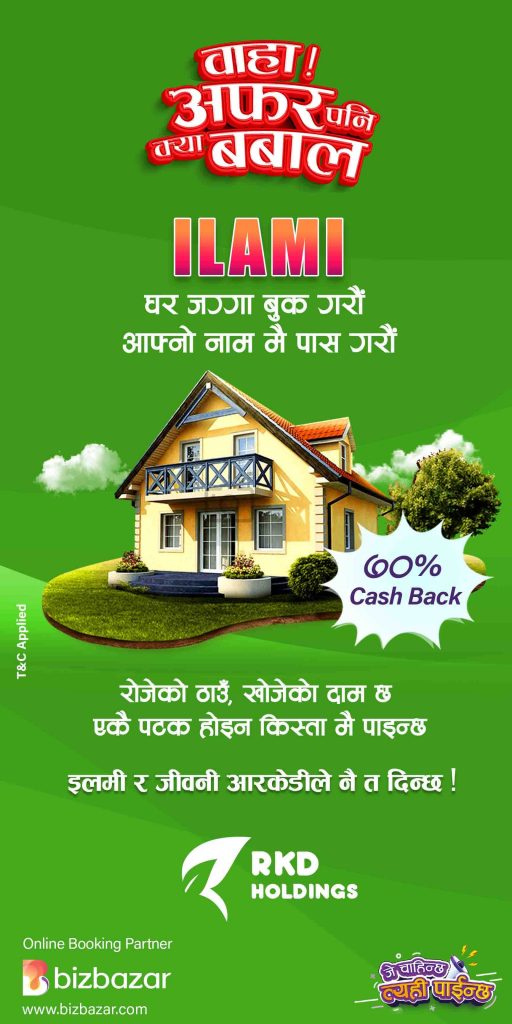 वाहा !
अफर पनि
क्या बबाल
ILAMI
घर जग्गा बुक गरौं
आफ्नो नाम मै पास गरौं
७०%
Cash Back
T&C Applied
रोजेको ठाउँ, खोजेको दाम छ
एकै पटक होइन किस्ता मै पाइन्छ
इलमी र जीवनी आरकेडीले नै त दिन्छ !
RKD
HOLDINGS
Online Booking Partner
bizbazar
www.bizbazar.com
जे चाहिन्छ
त्यही पाईन्छ